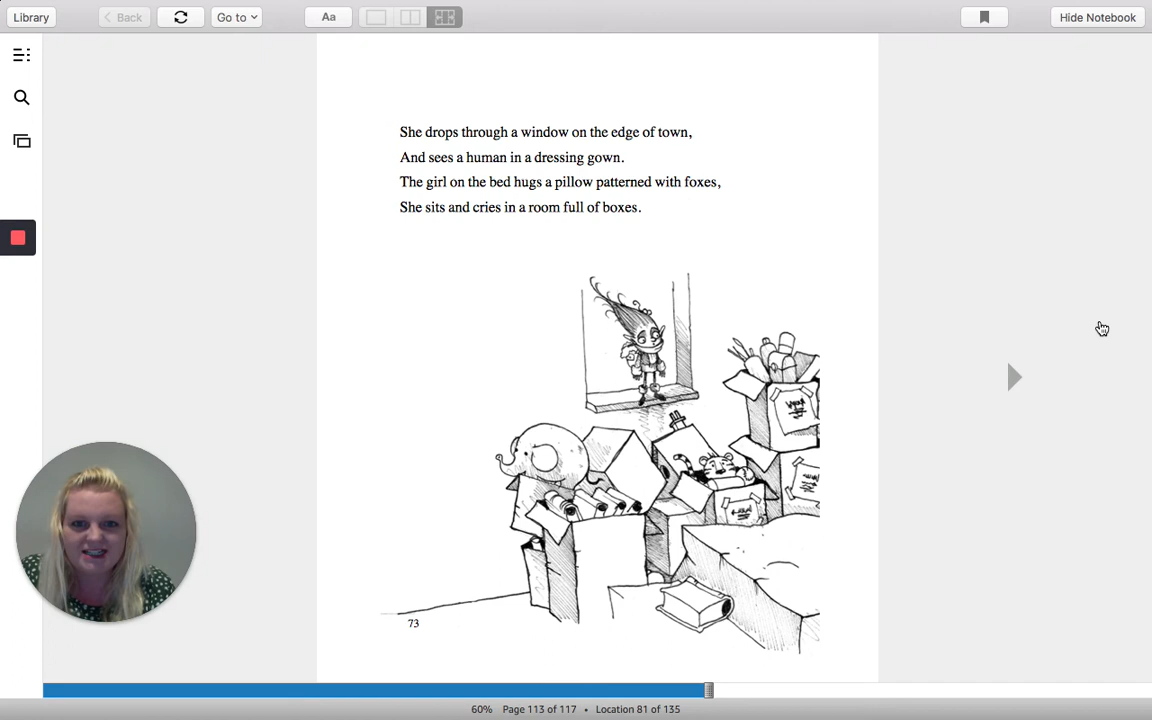 Library
Back
Go to
Aa
Hide Notebook
She drops through a window on the edge of town,
And sees a human in a dressing gown.
The girl on the bed hugs a pillow patterned with foxes,
She sits and cries in a room full of boxes.
73
60% Page 113 of 117 • Location 81 of 135